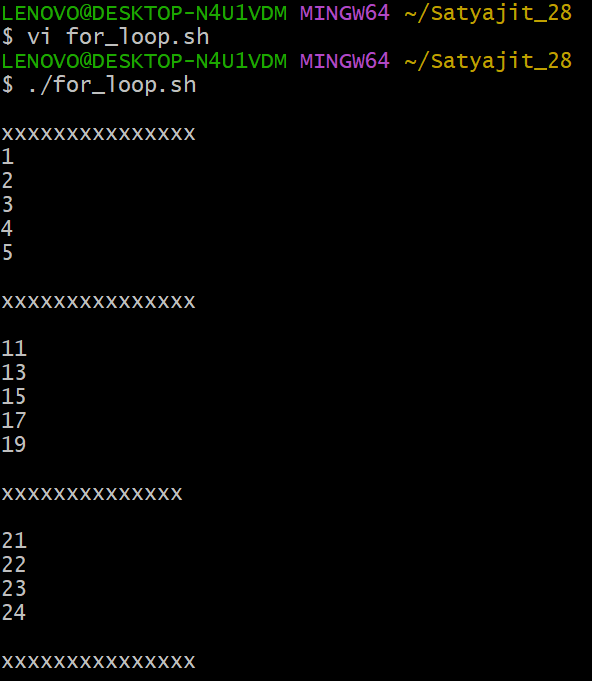 LENOVO@DESKTOP-N4U1VDM MINGW64 ~/Satyajit_28
$ vi for_loop.sh
LENOVO@DESKTOP-N4U1VDM MINGW64 ~/Satyajit_28
$ ./for_loop.sh
xxxxxxxxxxxxxxx
1
2
3
4
5
xxxxxxxxxxxxxxx
11
13
15
17
19
xxxxxxxxxxxxxx
21
22
23
24
xxxxxxxxxxxxxxx